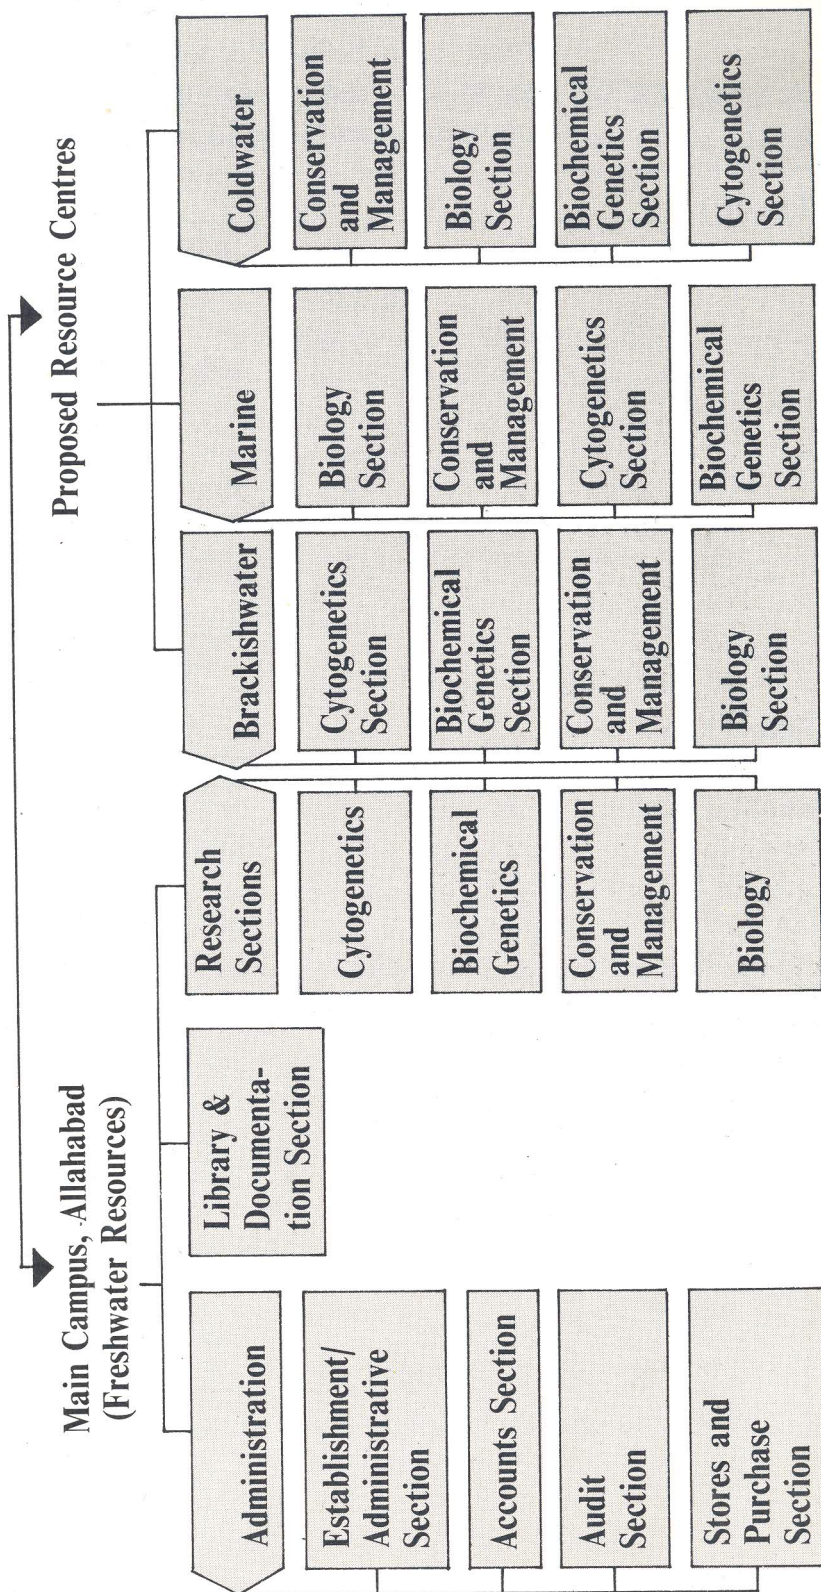 Main Campus, Allahabad
(Freshwater Resources)
Proposed Resource Centres
Administration
Establishment/
Administrative
Section
Accounts Section
Audit
Section
Stores and
Purchase
Section
Library &
Documenta-
tion Section
Research
Sections
Cytogenetics
Biochemical
Genetics
Conservation
and
Management
Biology
Brackishwater
Cytogenetics
Section
Biochemical
Genetics
Section
Conservation
and
Management
Biology
Section
Marine
Biology
Section
Conservation
and
Management
Cytogenetics
Section
Biochemical
Genetics
Section
Coldwater
Conservation
and
Management
Biology
Section
Biochemical
Genetics
Section
Cytogenetics
Section